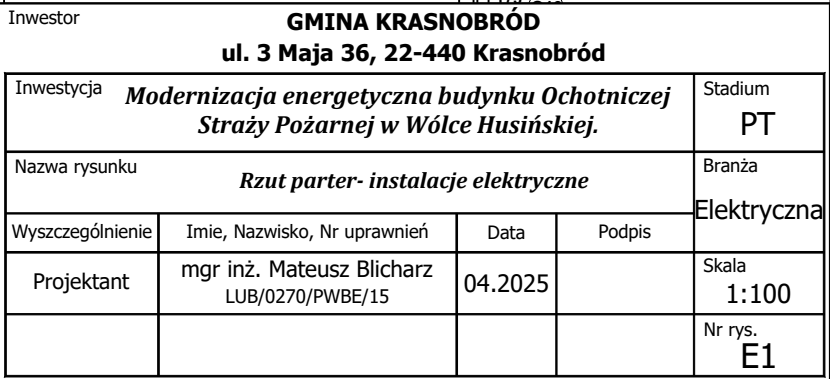 Inwestor
GMINA KRASNOBRÓD
ul. 3 Maja 36, 22-440 Krasnobród
Inwestycja
Modernizacja energetyczna budynku Ochotniczej
Straży Pożarnej w Wólce Husińskiej.
Stadium
PT
Nazwa rysunku
Rzut parter- instalacje elektryczne
Branża
Elektryczna
Wyszczególnienie
Imie, Nazwisko, Nr uprawnień
Data
Podpis
Projektant
mgr inż. Mateusz Blicharz
LUB/0270/PWBE/15
04.2025
Skala
1:100
Nr rys.
E1